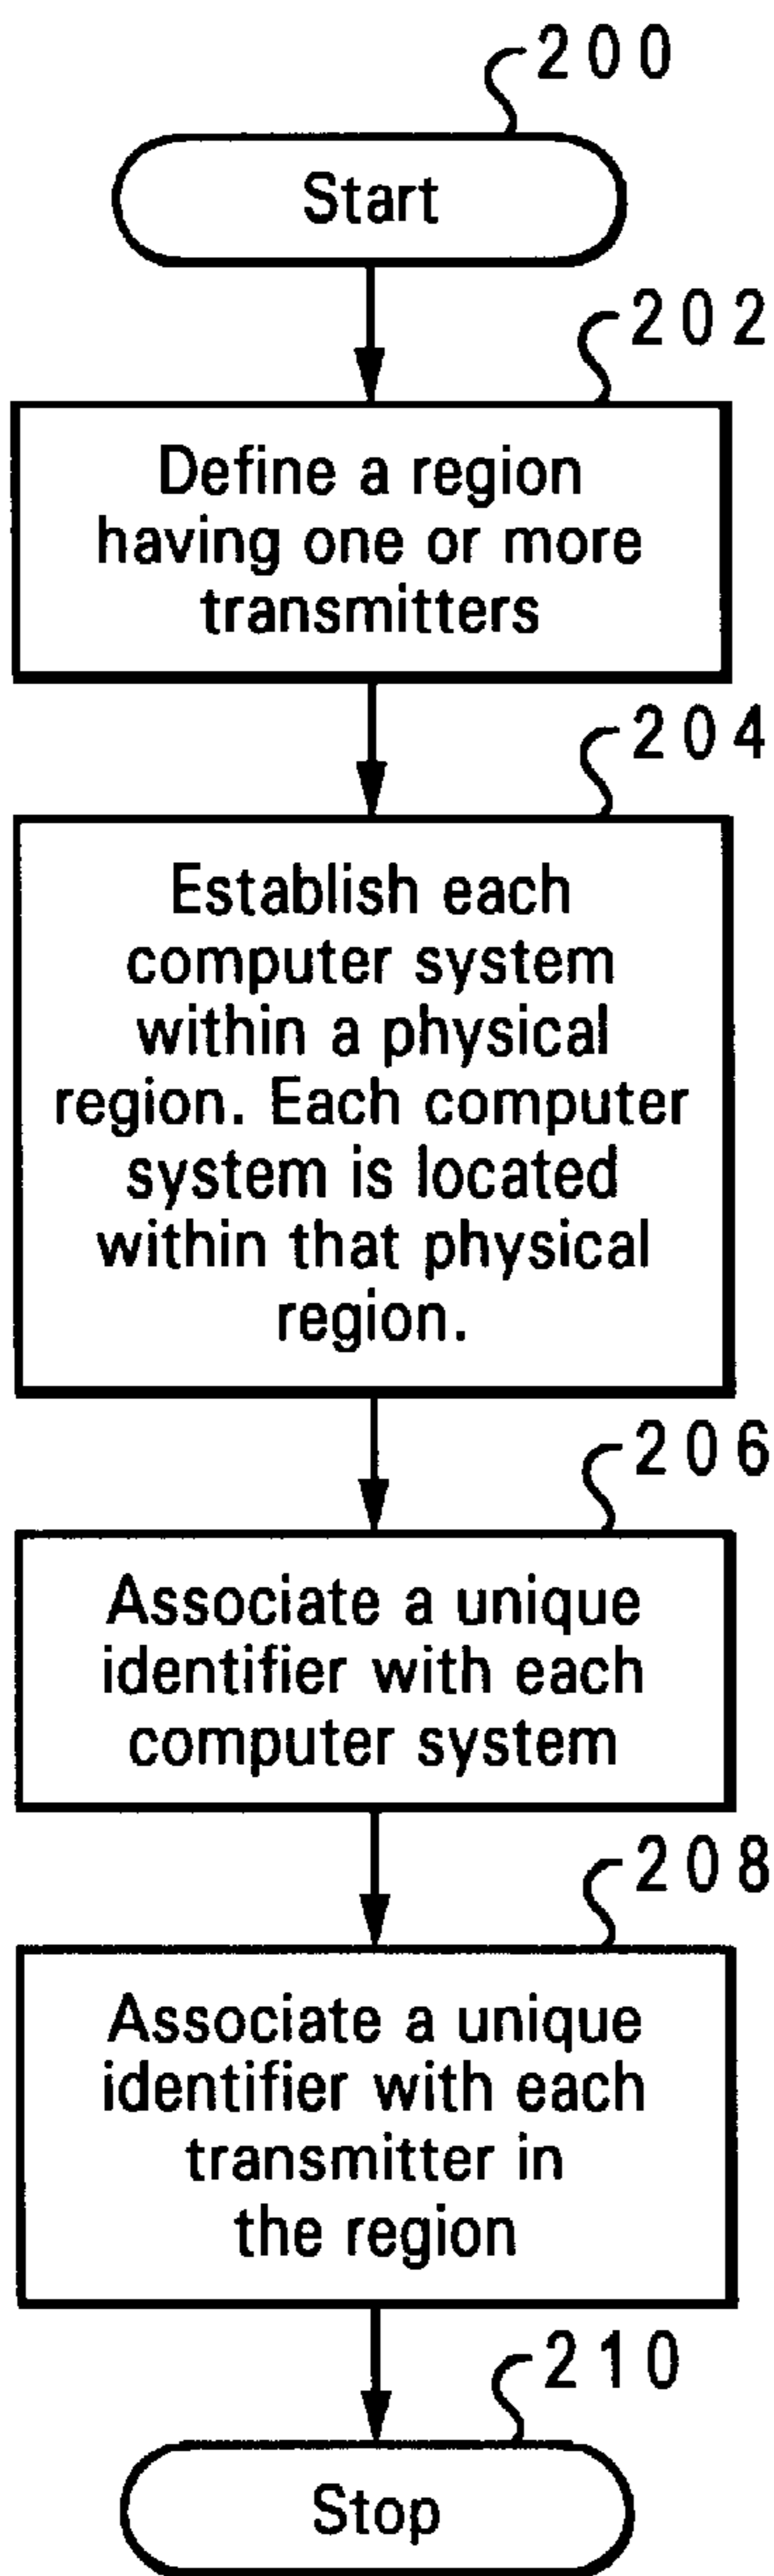 200
Start
202
Define a region
having one or more
transmitters
204
Establish each
computer system
within a physical
region. Each computer
system is located
within that physical
region.
206
Associate a unique
identifier with each
computer system
208
Associate a unique
identifier with each
transmitter in
the region
210
Stop